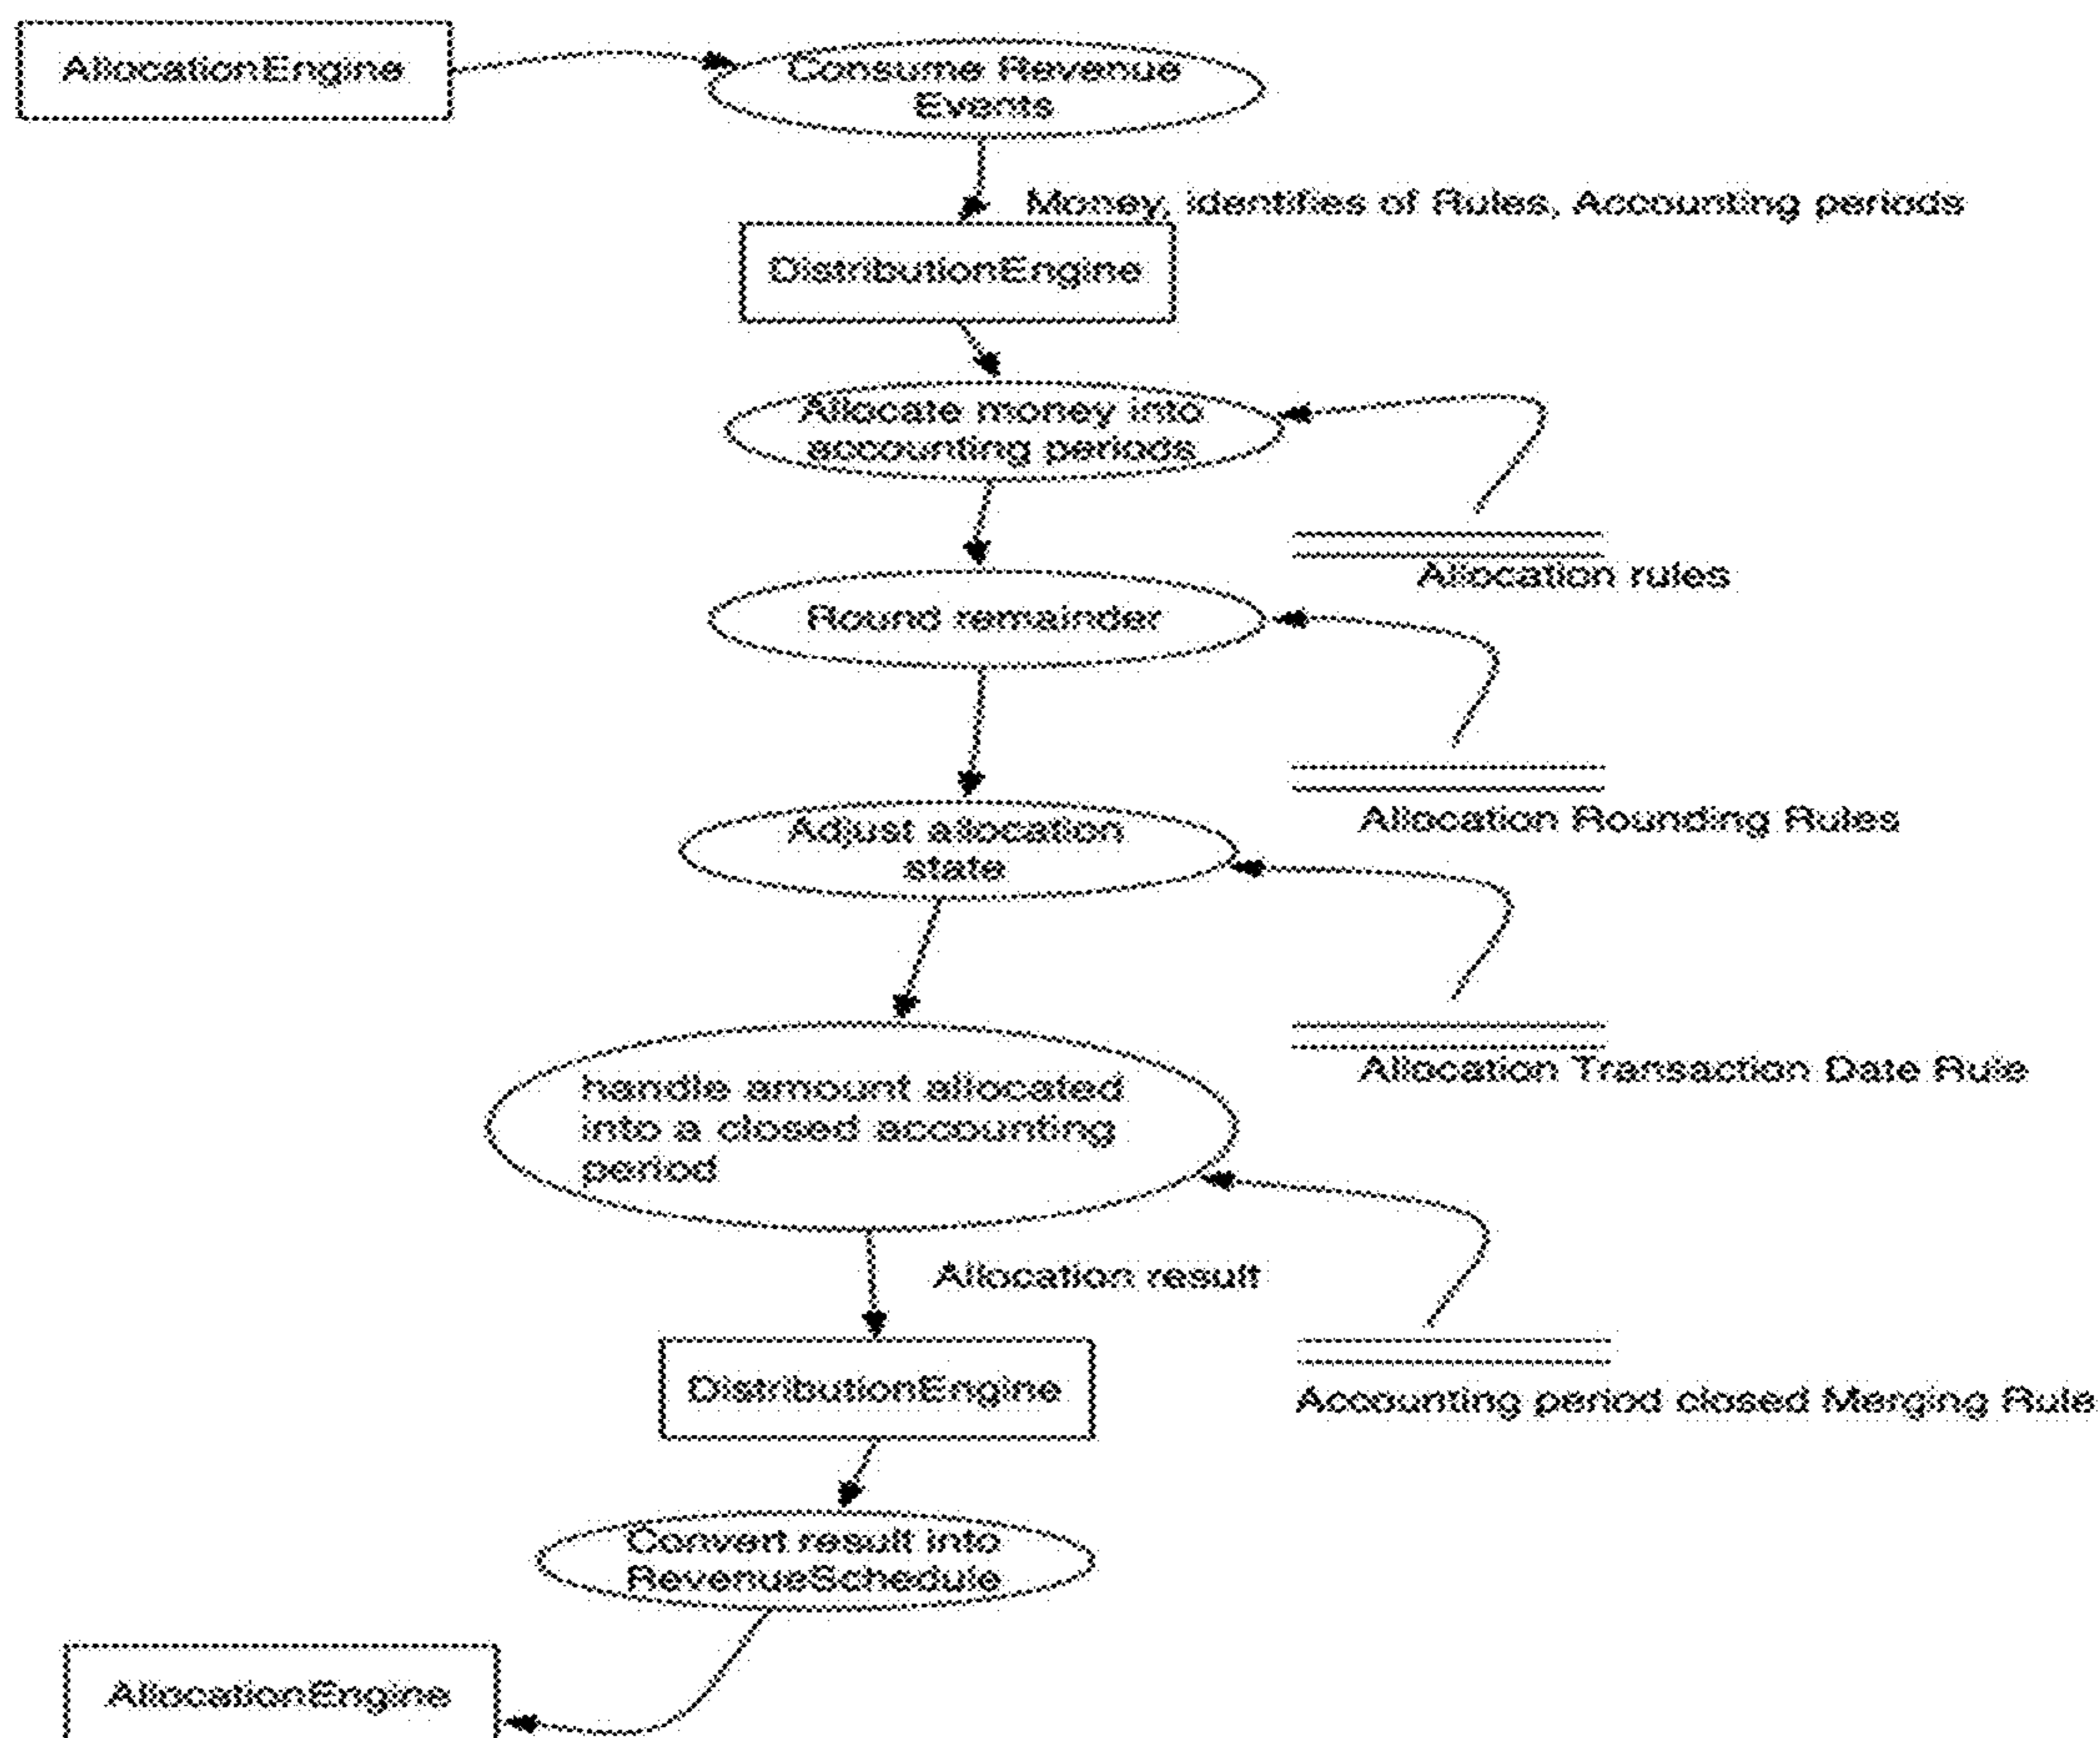 AllocationEngine
Consume Revenue
Events
Money, identifies of Rules, Accounting periods
DistributionEngine
Allocate money into
accounting periods
Allocation rules
Round remainder
Allocation Rounding Rules
Adjust allocation
state
Allocation Transaction Date Rule
handle amount allocated
into a closed accounting
period
Allocation result
DistributionEngine
Accounting period closed Merging Rule
Convert result into
RevenueSchedule
AllocationEngine